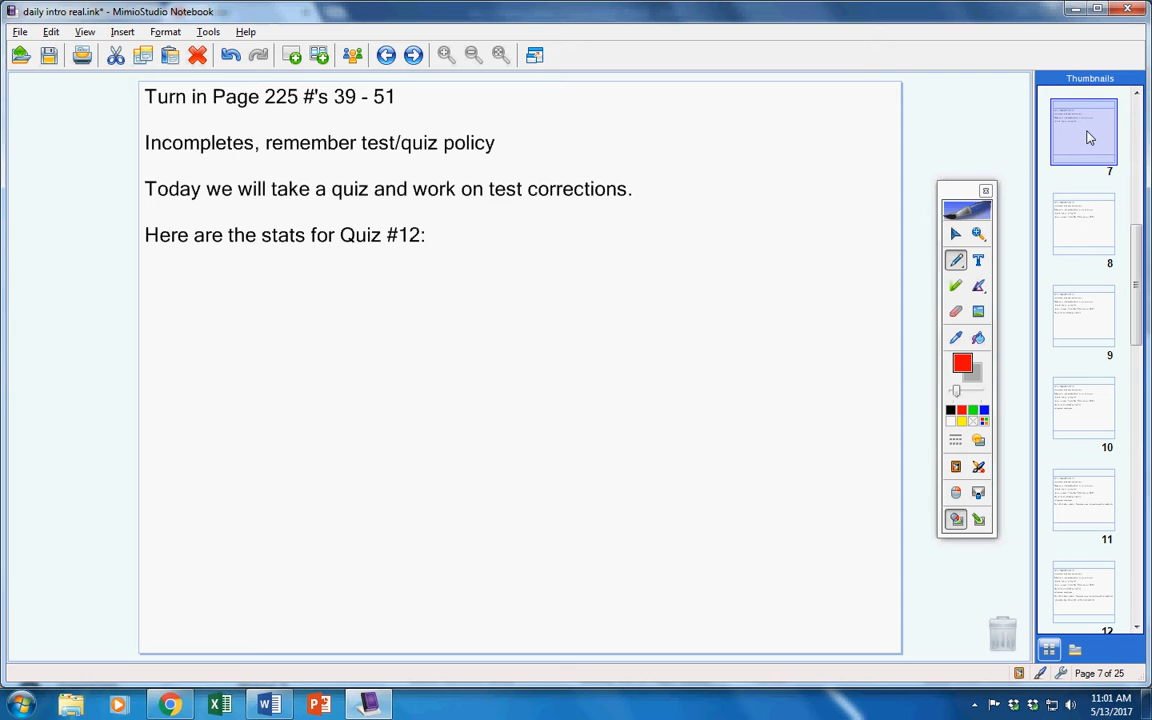 daily intro real.ink* - MimioStudio Notebook
File Edit View Insert Format Tools Help
Turn in Page 225 #'s 39 - 51
Incompletes, remember test/quiz policy
Today we will take a quiz and work on test corrections.
Here are the stats for Quiz #12:
Thumbnails
7
8
9
10
11
12
Page 7 of 25
11:01 AM
5/13/2017